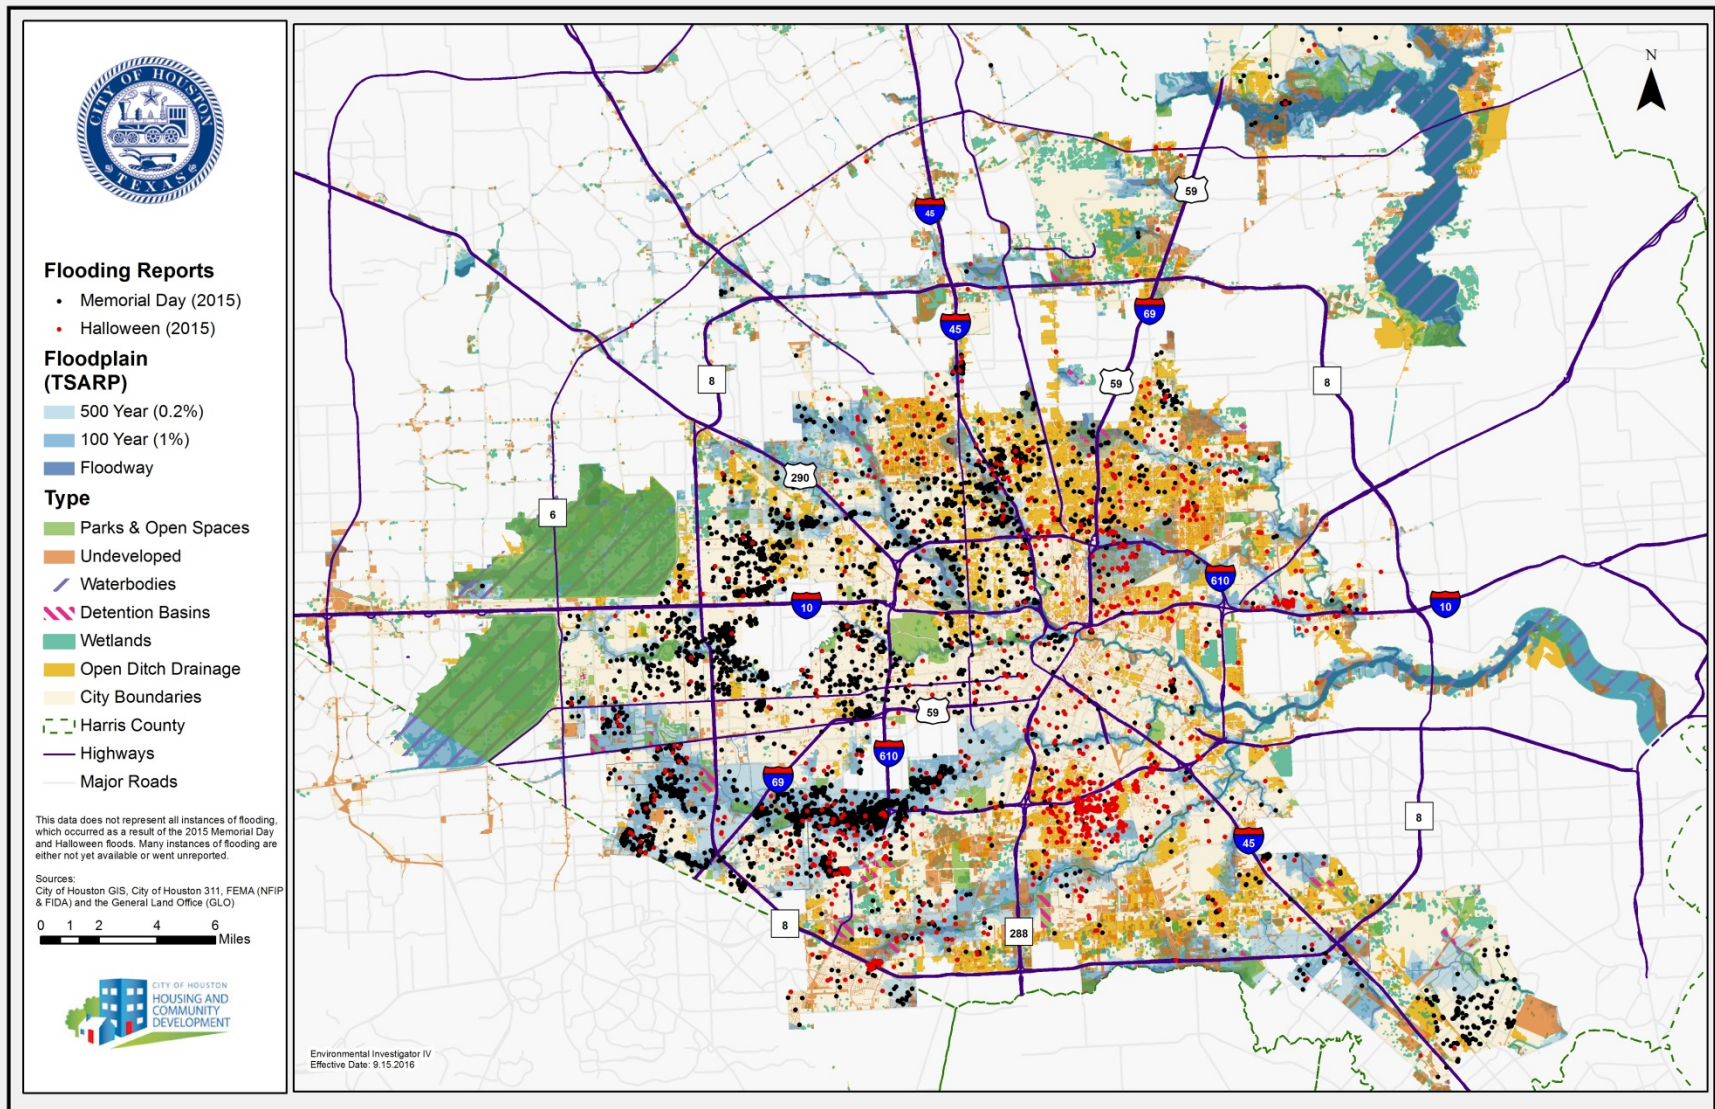 CITY OF HOUSTON
TEXAS
Flooding Reports
Memorial Day (2015)
Halloween (2015)
Floodplain
(TSARP)
500 Year (0.2%)
100 Year (1%)
Floodway
Type
Parks & Open Spaces
Undeveloped
Waterbodies
Detention Basins
Wetlands
Open Ditch Drainage
City Boundaries
Harris County
Highways
Major Roads
This data does not represent all instances of flooding,
which occurred as a result of the 2015 Memorial Day
and Halloween floods. Many instances of flooding are
either not yet available or went unreported.
Sources:
City of Houston GIS, City of Houston 311, FEMA (NFIP
& FIDA) and the General Land Office (GLO)
0 1 2 4 6
Miles
CITY OF HOUSTON
HOUSING AND
COMMUNITY
DEVELOPMENT
N
59
45
69
45
8
59
8
290
6
610
10
10
59
610
69
8
45
8
288
Environmental Investigator IV
Effective Date: 9.15.2016